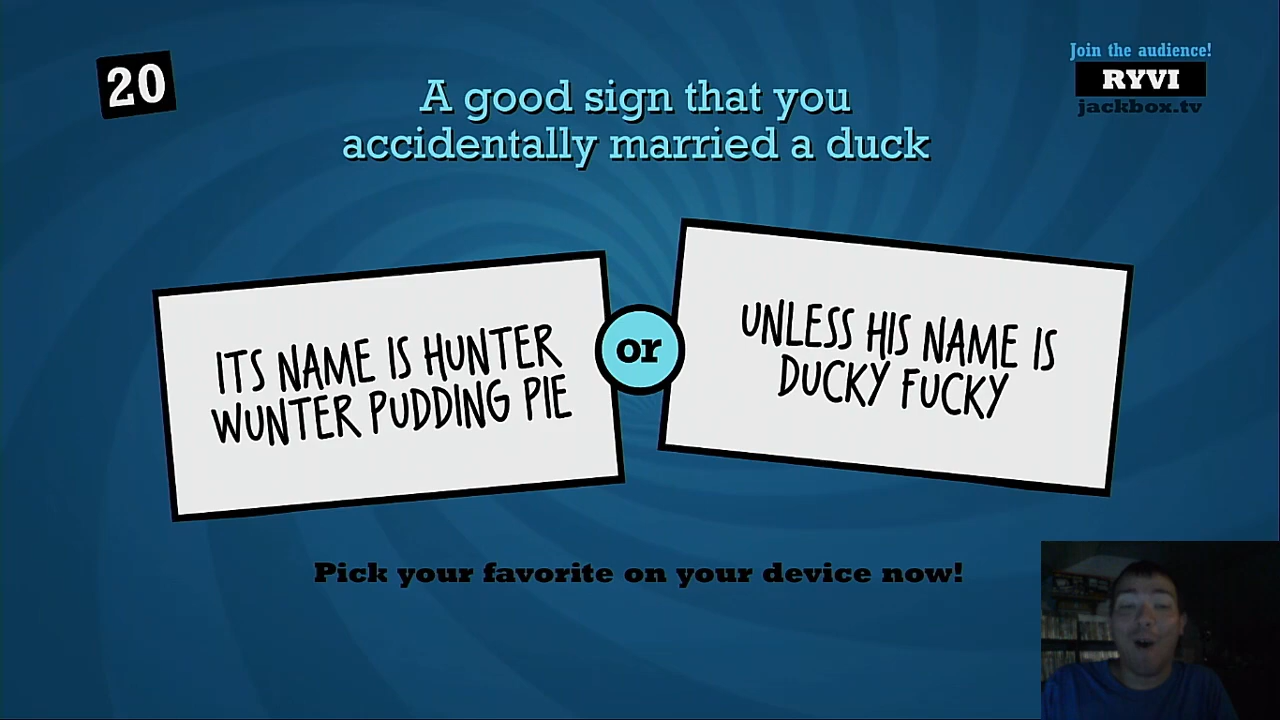 20
Join the audience!
RYVI
jackbox.tv
A good sign that you
accidentally married a duck
ITS NAME IS HUNTER
WUNTER PUDDING PIE
or
UNLESS HIS NAME IS
DUCKY FUCKY
Pick your favorite on your device now!